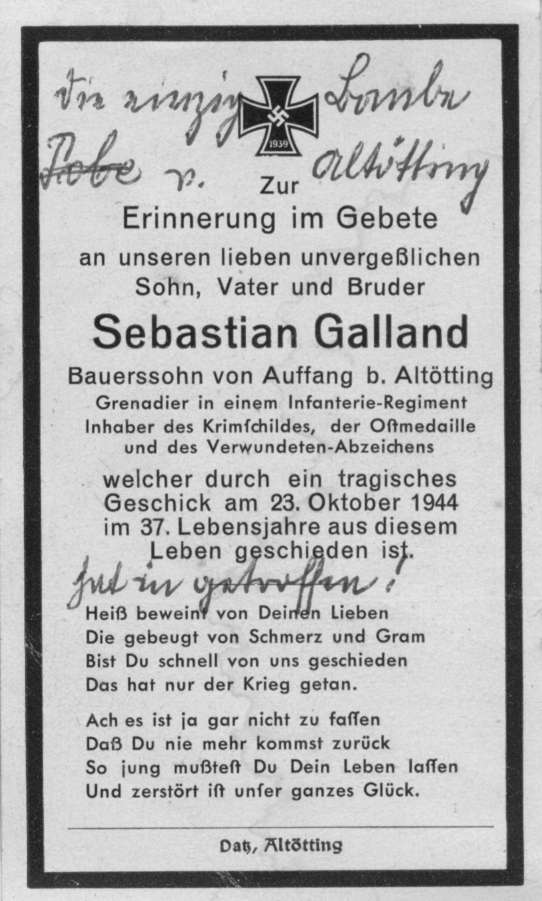 die einzig Bombe
1939
v. Altötting
Zur
Erinnerung im Gebete
an unseren lieben unvergeßlichen
Sohn, Vater und Bruder
Sebastian Galland
Bauerssohn von Auffang b. Altötting
Grenadier in einem Infanterie-Regiment
Inhaber des Krimſchildes, der Oſtmedaille
und des Verwundeten-Abzeichens
welcher durch ein tragisches
Geschick am 23. Oktober 1944
im 37. Lebensjahre aus diesem
Leben geschieden ist.
hat in getroffen!
Heiß beweint von Deinen Lieben
Die gebeugt von Schmerz und Gram
Bist Du schnell von uns geschieden
Das hat nur der Krieg getan.
Ach es ist ja gar nicht zu faſſen
Daß Du nie mehr kommst zurück
So jung mußteſt Du Dein Leben laſſen
Und zerstört iſt unſer ganzes Glück.
Datz, Altötting